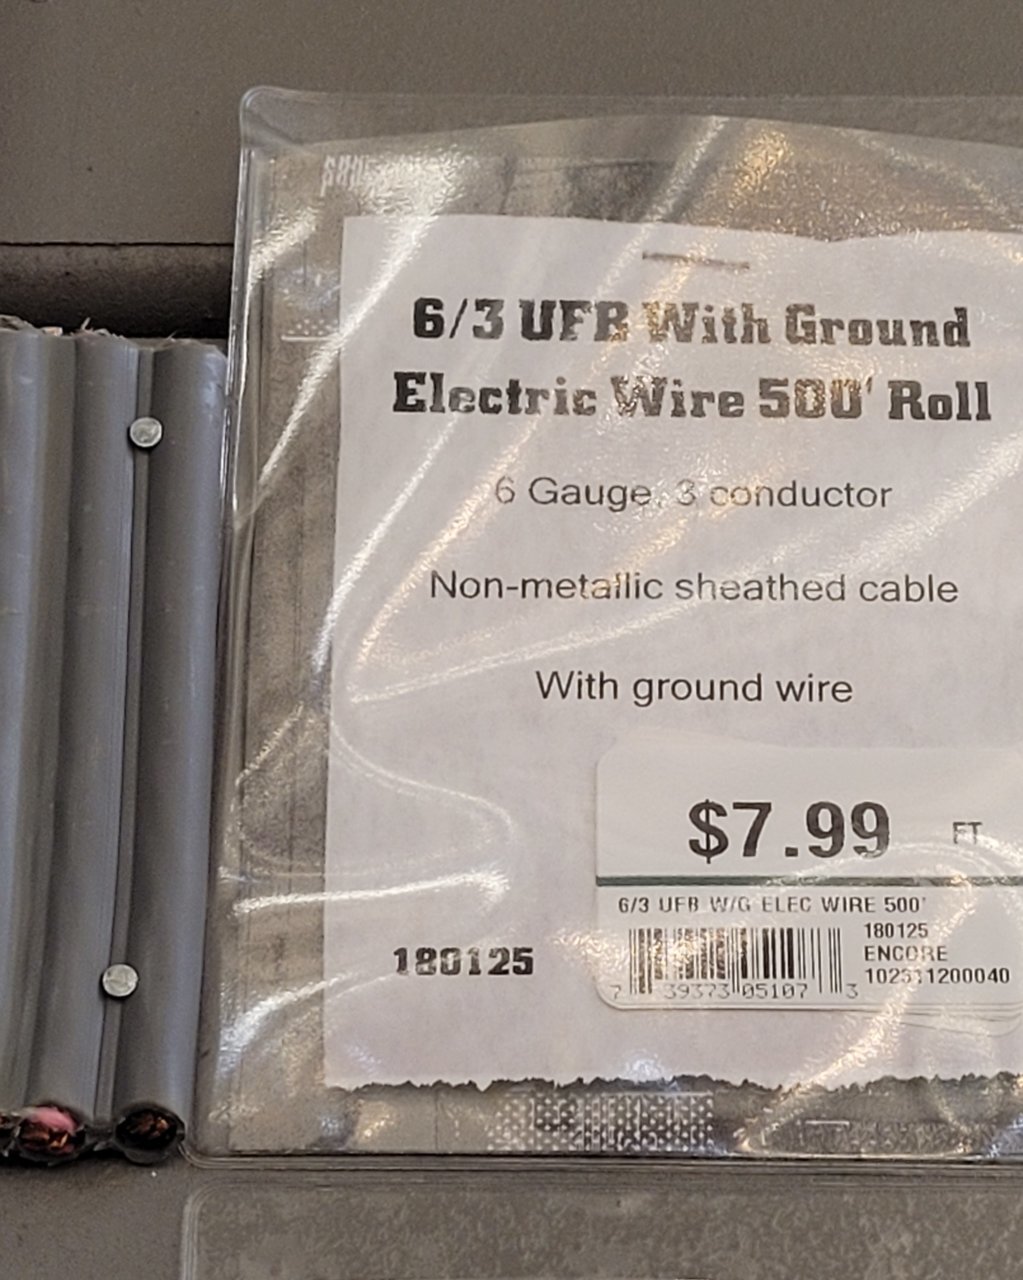 6/3 UFB With Ground
Electric Wire 500' Roll
6 Gauge, 3 conductor
Non-metallic sheathed cable
With ground wire
$7.99 FT
6/3 UFB W/G ELEC WIRE 500'
180125
180125
ENCORE
102511200040
7 39373 05107 3